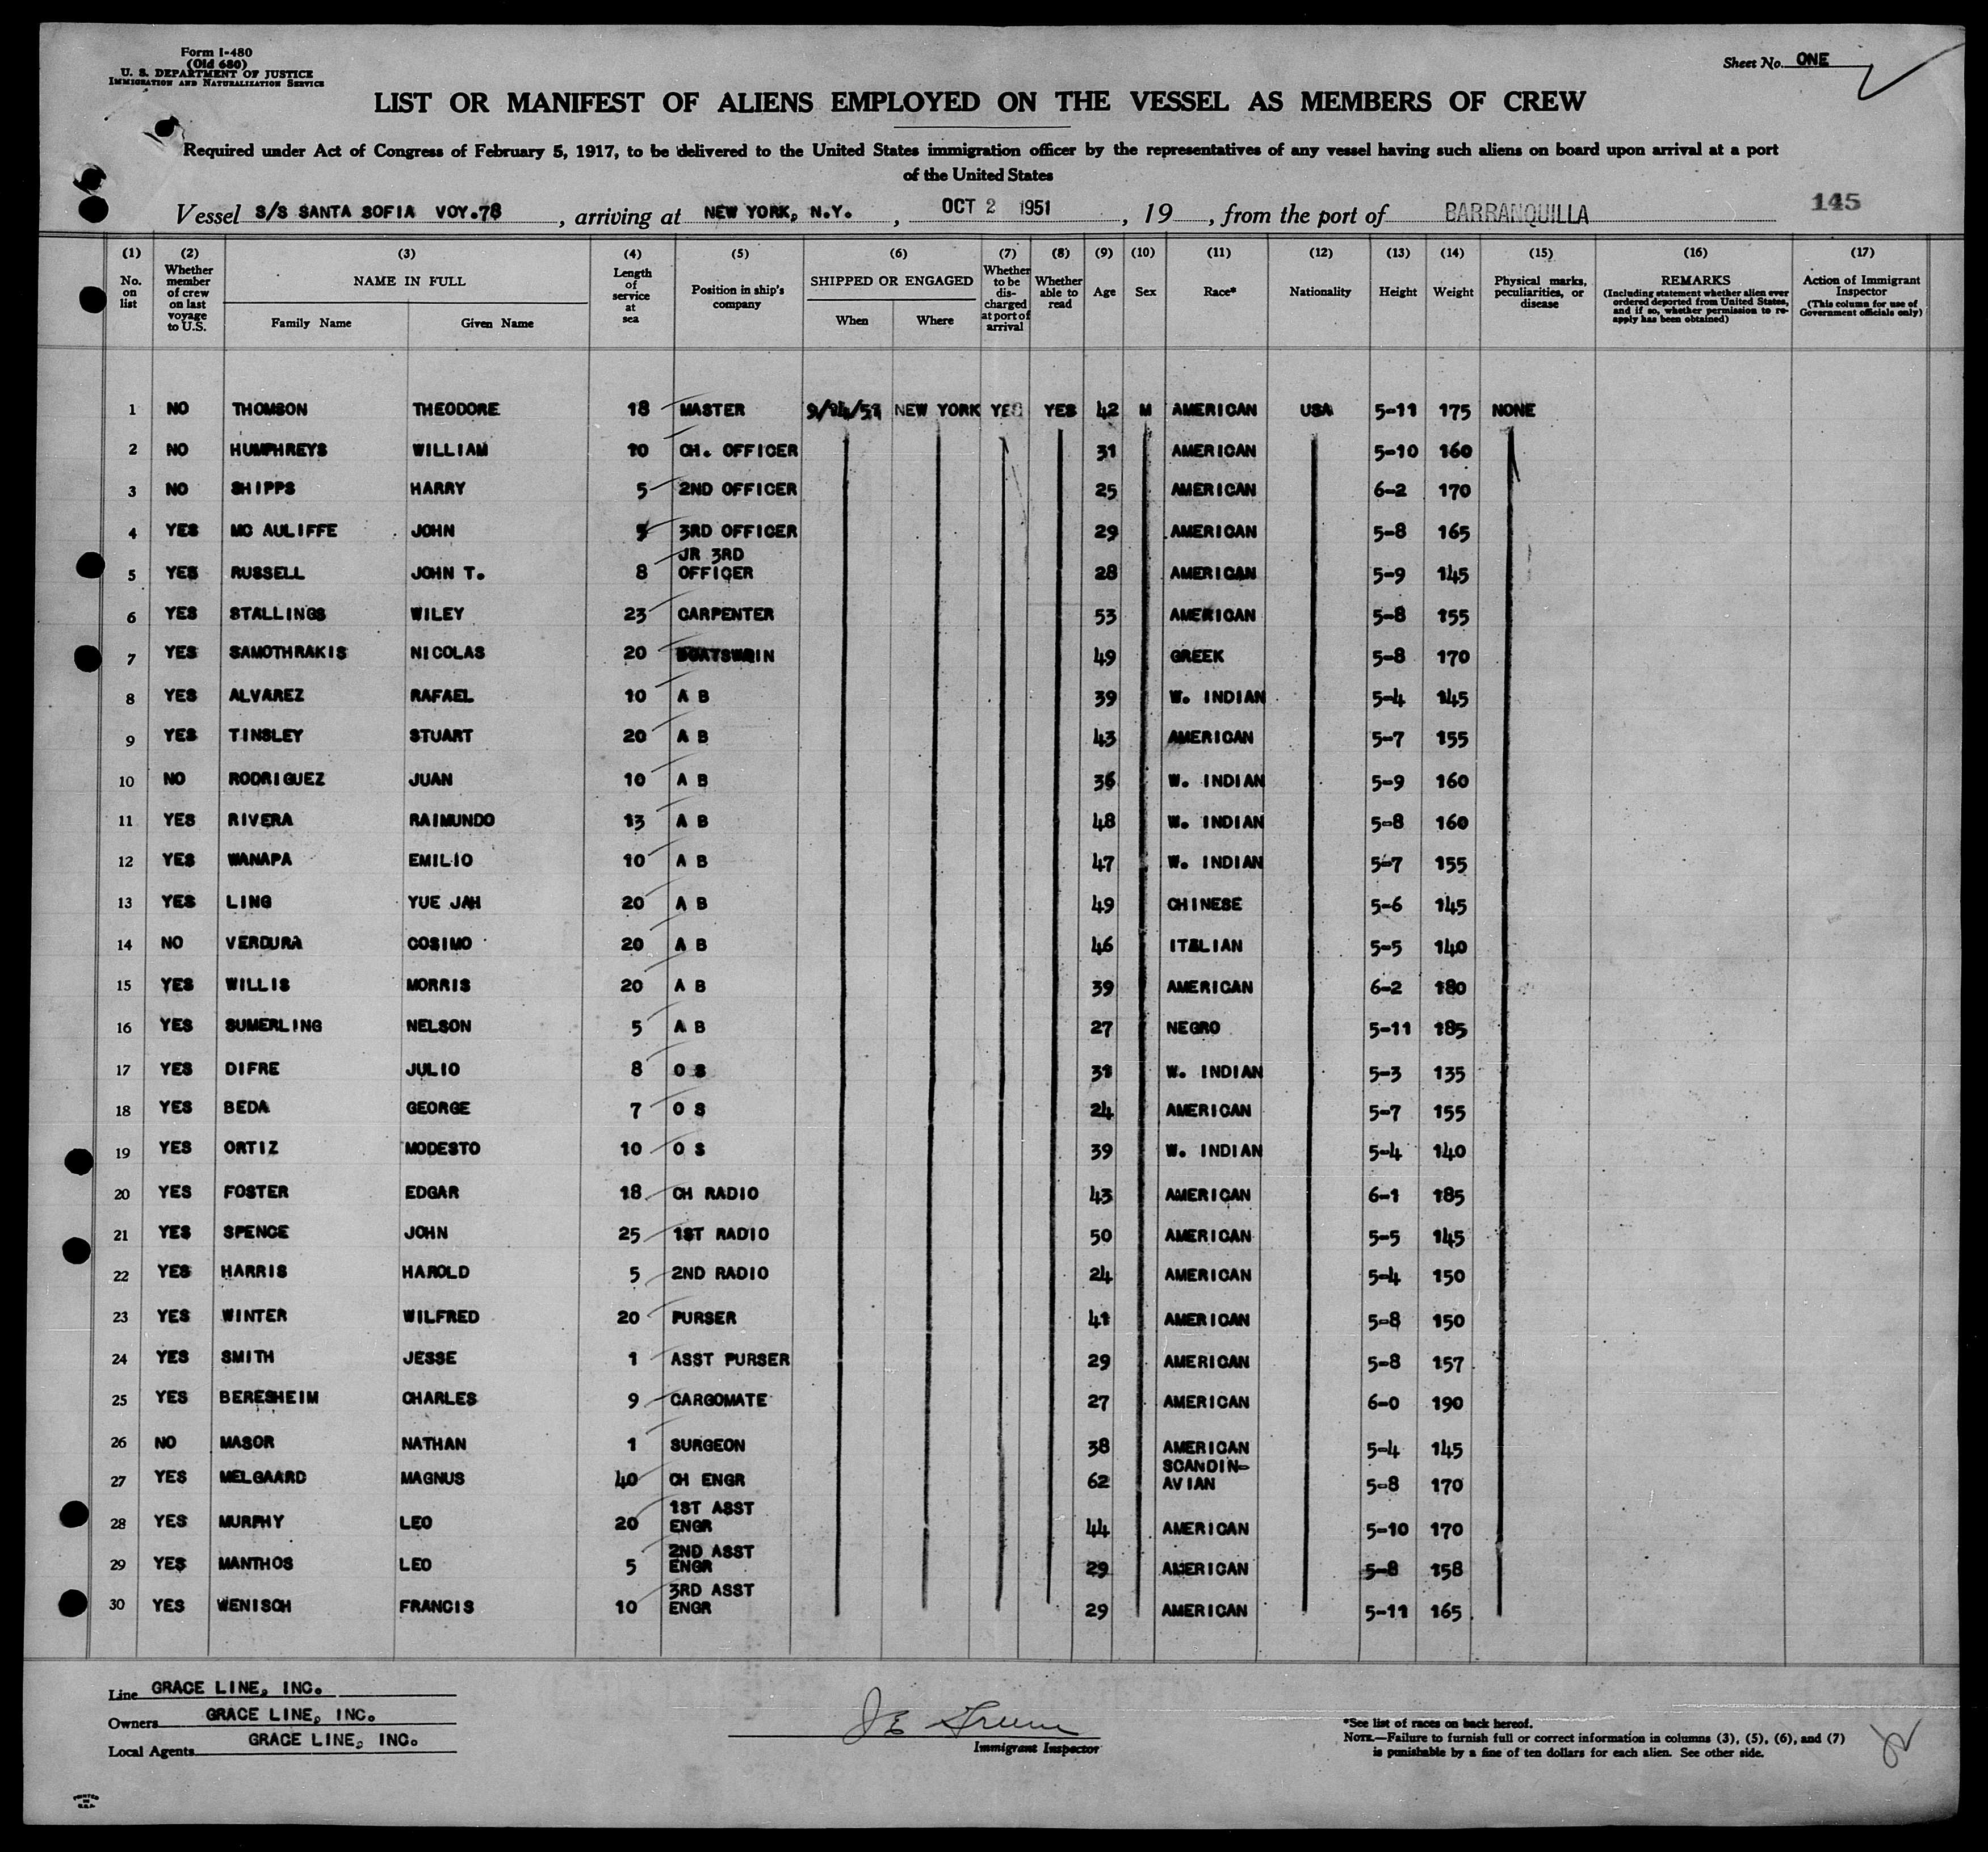 Form I-480
(Old 680)
U. S. DEPARTMENT OF JUSTICE
IMMIGRATION AND NATURALIZATION SERVICE
Sheet No. ONE
LIST OR MANIFEST OF ALIENS EMPLOYED ON THE VESSEL AS MEMBERS OF CREW
Required under Act of Congress of February 5, 1917, to be delivered to the United States immigration officer by the representatives of any vessel having such aliens on board upon arrival at a port
of the United States
Vessel S/S SANTA SOFIA VOY.78, arriving at NEW YORK, N.Y., OCT 2 1951, 19, from the port of BARRANQUILLA 145
(1) No. on list (2) Whether member of crew on last voyage to U.S. (3) NAME IN FULL Family Name Given Name (4) Length of service at sea (5) Position in ship's company (6) SHIPPED OR ENGAGED When Where (7) Whether to be discharged at port of arrival (8) Whether able to read (9) Age (10) Sex (11) Race* (12) Nationality (13) Height (14) Weight (15) Physical marks, peculiarities, or disease (16) REMARKS (Including statement whether alien ever ordered deported from United States, and if so, whether permission to re-apply has been obtained) (17) Action of Immigrant Inspector (This column for use of Government officials only)
1 NO THOMSON THEODORE 18 MASTER NEW YORK YES YES 42 M AMERICAN USA 5-11 175 NONE
2 NO HUMPHREYS WILLIAM 10 CH. OFFICER 31 AMERICAN 5-10 160
3 NO SHIPPS HARRY 5 2ND OFFICER 25 AMERICAN 6-2 170
4 YES MC AULIFFE JOHN 3RD OFFICER 29 AMERICAN 5-8 165
5 YES RUSSELL JOHN T. 8 JR 3RD OFFICER 28 AMERICAN 5-9 145
6 YES STALLINGS WILEY 23 CARPENTER 53 AMERICAN 5-8 155
7 YES SAMOTHRAKIS NICOLAS 20 BOATSWAIN 49 GREEK 5-8 170
8 YES ALVAREZ RAFAEL 10 A B 39 W. INDIAN 5-4 145
9 YES TINSLEY STUART 20 A B 43 AMERICAN 5-7 155
10 NO RODRIGUEZ JUAN 10 A B 36 W. INDIAN 5-9 160
11 YES RIVERA RAIMUNDO 13 A B 48 W. INDIAN 5-8 160
12 YES WANAPA EMILIO 10 A B 47 W. INDIAN 5-7 155
13 YES LING YUE JAH 20 A B 49 CHINESE 5-6 145
14 NO VERDURA COSIMO 20 A B 46 ITALIAN 5-5 140
15 YES WILLIS MORRIS 20 A B 39 AMERICAN 6-2 180
16 YES SUMERLING NELSON 5 A B 27 NEGRO 5-11 185
17 YES DIFRE JULIO 8 O S 31 W. INDIAN 5-3 135
18 YES BEDA GEORGE 7 O S 24 AMERICAN 5-7 155
19 YES ORTIZ MODESTO 10 O S 39 W. INDIAN 5-4 140
20 YES FOSTER EDGAR 18 CH RADIO 43 AMERICAN 6-1 185
21 YES SPENCE JOHN 25 1ST RADIO 50 AMERICAN 5-5 145
22 YES HARRIS HAROLD 5 2ND RADIO 24 AMERICAN 5-4 150
23 YES WINTER WILFRED 20 PURSER 41 AMERICAN 5-8 150
24 YES SMITH JESSE 1 ASST PURSER 29 AMERICAN 5-8 157
25 YES BERESHEIM CHARLES 9 CARGOMATE 27 AMERICAN 6-0 190
26 NO MASOR NATHAN 1 SURGEON 38 AMERICAN 5-4 145
27 YES MELGAARD MAGNUS 40 CH ENGR 62 SCANDIN-AVIAN 5-8 170
28 YES MURPHY LEO 20 1ST ASST ENGR 44 AMERICAN 5-10 170
29 YES MANTHOS LEO 5 2ND ASST ENGR 29 AMERICAN 5-8 158
30 YES WENISCH FRANCIS 10 3RD ASST ENGR 29 AMERICAN 5-11 165
Line GRACE LINE, INC.
Owners GRACE LINE, INC.
Local Agents GRACE LINE, INC.
Immigrant Inspector
*See list of races on back hereof.
NOTE.—Failure to furnish full or correct information in columns (3), (5), (6), and (7)
is punishable by a fine of ten dollars for each alien. See other side.